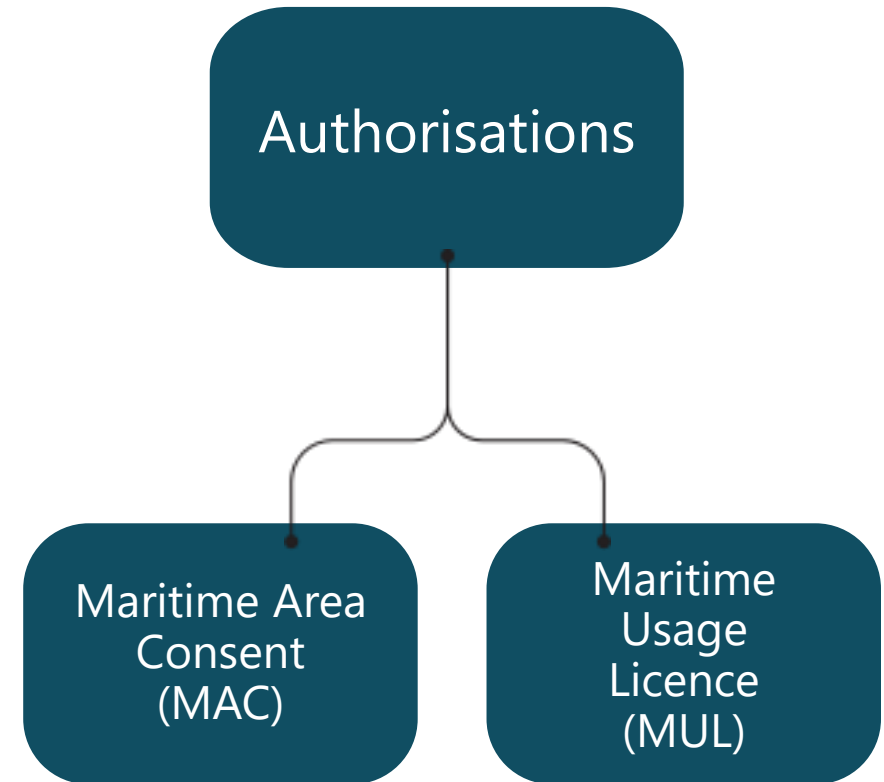 Authorisations
Maritime Area
Consent
(MAC)
Maritime
Usage
Licence
(MUL)